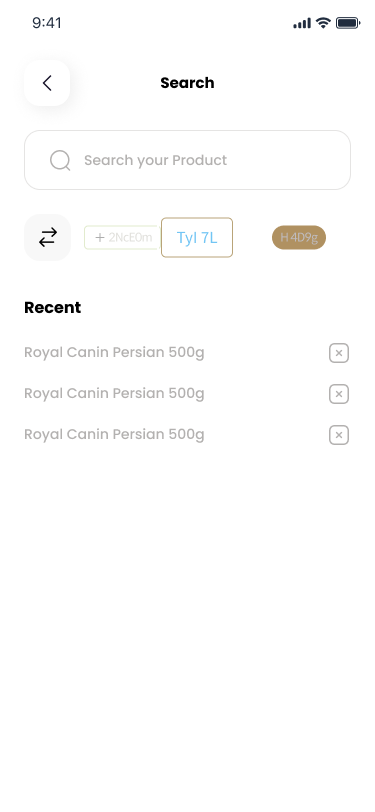 9:41
Search
Search your Product
+ 2NcEOm
Tyl 7L
H 4D9g
Recent
Royal Canin Persian 500g
Royal Canin Persian 500g
Royal Canin Persian 500g